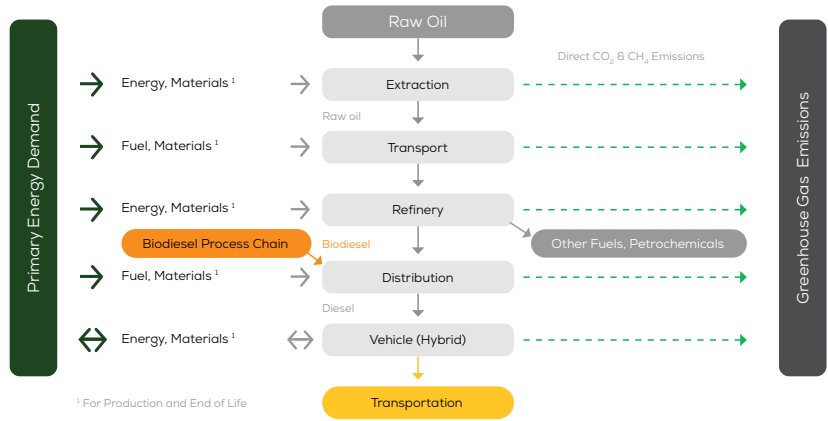 Raw Oil
Primary Energy Demand
Greenhouse Gas Emissions
Direct CO₂ & CH₄ Emissions
Energy, Materials ¹
Extraction
Raw oil
Fuel, Materials ¹
Transport
Energy, Materials ¹
Refinery
Biodiesel Process Chain
Biodiesel
Other Fuels, Petrochemicals
Fuel, Materials ¹
Distribution
Diesel
Energy, Materials ¹
Vehicle (Hybrid)
¹ For Production and End of Life
Transportation